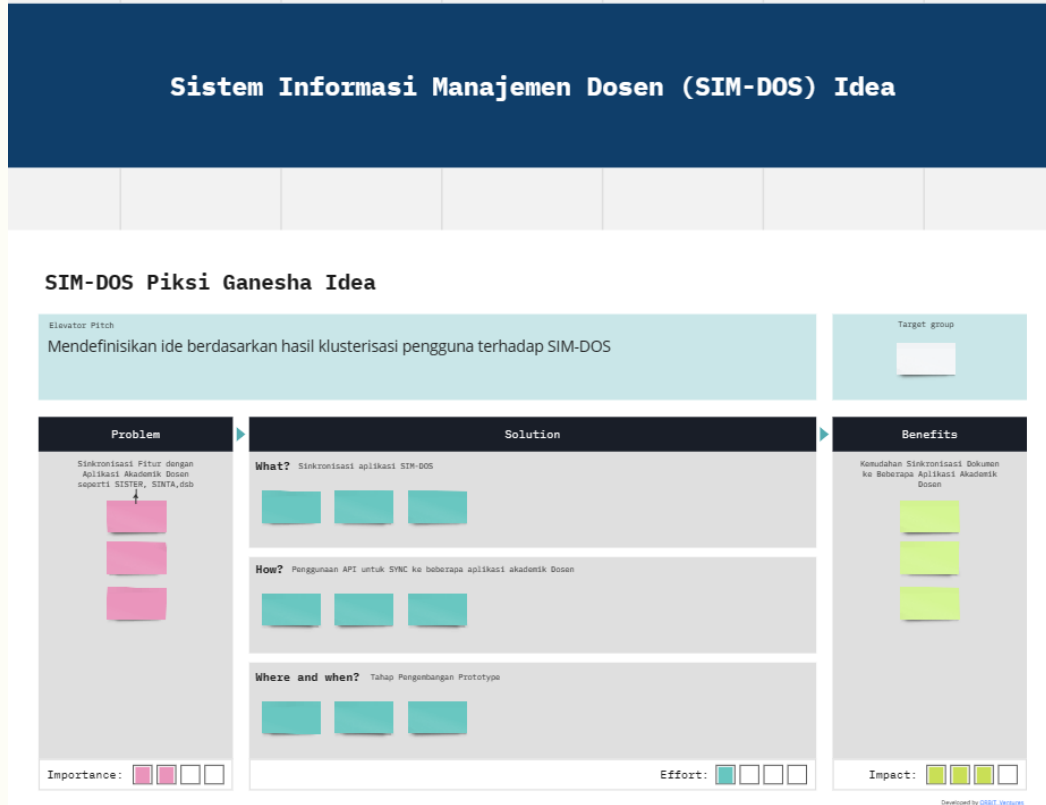 Sistem Informasi Manajemen Dosen (SIM-DOS) Idea
SIM-DOS Piksi Ganesha Idea
Elevator Pitch
Mendefinisikan ide berdasarkan hasil klusterisasi pengguna terhadap SIM-DOS
Target group
Problem
Sinkronisasi Fitur dengan
Aplikasi Akademik Dosen
seperti SISTER, SINTA,dsb
Importance:
Solution
What? Sinkronisasi aplikasi SIM-DOS
How? Penggunaan API untuk SYNC ke beberapa aplikasi akademik Dosen
Where and when? Tahap Pengembangan Prototype
Effort:
Benefits
Kemudahan Sinkronisasi Dokumen
ke Beberapa Aplikasi Akademik
Dosen
Impact:
Developed by ORBIT Ventures